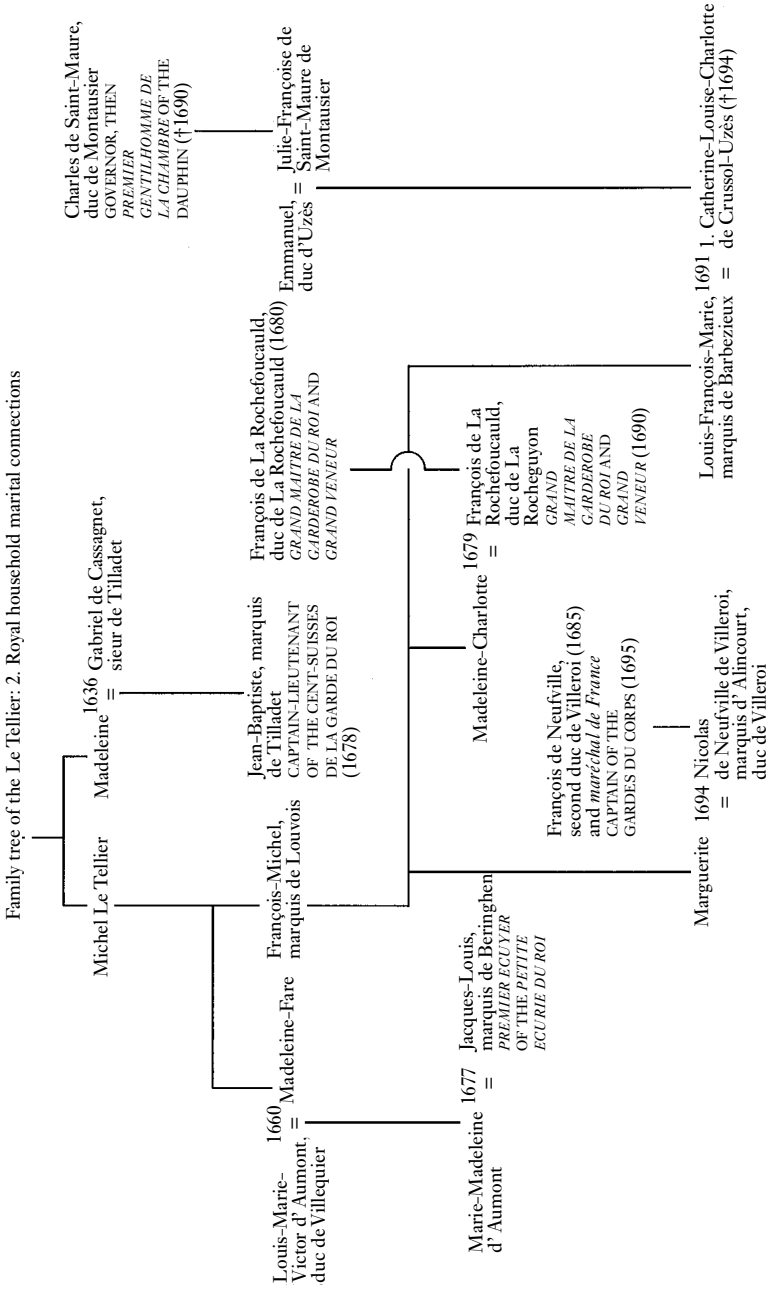 Family tree of the Le Tellier: 2. Royal household marital connections
Michel Le Tellier
Madeleine
1636
=
Gabriel de Cassagnet,
sieur de Tilladet
Charles de Saint-Maure,
duc de Montausier
GOVERNOR, THEN
PREMIER
GENTILHOMME DE
LA CHAMBRE OF THE
DAUPHIN (†1690)
Louis-Marie-
Victor d' Aumont,
duc de Villequier
1660
=
Madeleine-Fare
François-Michel,
marquis de Louvois
Jean-Baptiste, marquis
de Tilladet
CAPTAIN-LIEUTENANT
OF THE CENT-SUISSES
DE LA GARDE DU ROI
(1678)
François de La Rochefoucauld,
duc de La Rochefoucauld (1680)
GRAND MAITRE DE LA
GARDEROBE DU ROI AND
GRAND VENEUR
Emmanuel,
duc d'Uzès
=
Julie-Françoise de
Saint-Maure de
Montausier
Marie-Madeleine
d' Aumont
1677
=
Jacques-Louis,
marquis de Beringhen
PREMIER ECUYER
OF THE PETITE
ECURIE DU ROI
Madeleine-Charlotte
1679
=
François de La
Rochefoucauld,
duc de La
Rocheguyon
GRAND
MAITRE DE LA
GARDEROBE
DU ROI AND
GRAND
VENEUR (1690)
François de Neufville,
second duc de Villeroi (1685)
and maréchal de France
CAPTAIN OF THE
GARDES DU CORPS (1695)
Marguerite
1694
=
Nicolas
de Neufville de Villeroi,
marquis d' Alincourt,
duc de Villeroi
Louis-François-Marie,
marquis de Barbezieux
1691
=
1. Catherine-Louise-Charlotte
de Crussol-Uzès (†1694)